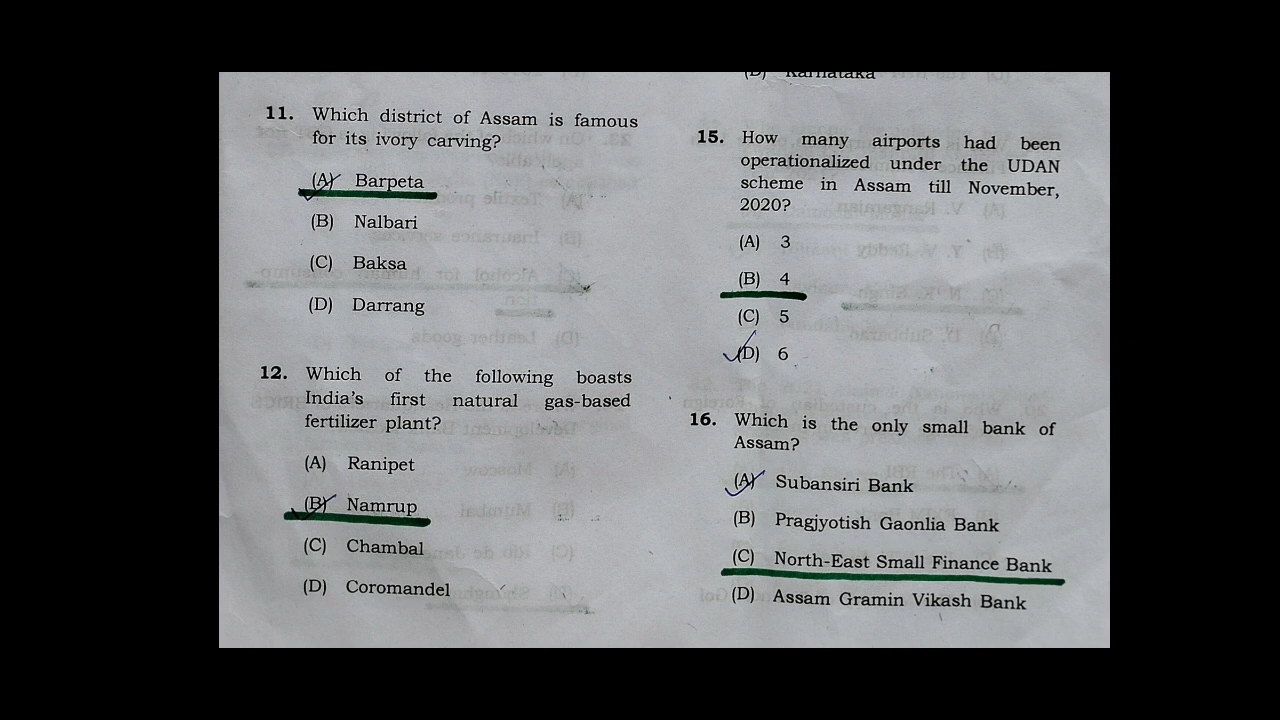 11. Which district of Assam is famous
for its ivory carving?
(A) Barpeta
(B) Nalbari
(C) Baksa
(D) Darrang
12. Which of the following boasts
India's first natural gas-based
fertilizer plant?
(A) Ranipet
(B) Namrup
(C) Chambal
(D) Coromandel
(D) Karnataka
15. How many airports had been
operationalized under the UDAN
scheme in Assam till November,
2020?
(A) 3
(B) 4
(C) 5
(D) 6
16. Which is the only small bank of
Assam?
(A) Subansiri Bank
(B) Pragjyotish Gaonlia Bank
(C) North-East Small Finance Bank
(D) Assam Gramin Vikash Bank